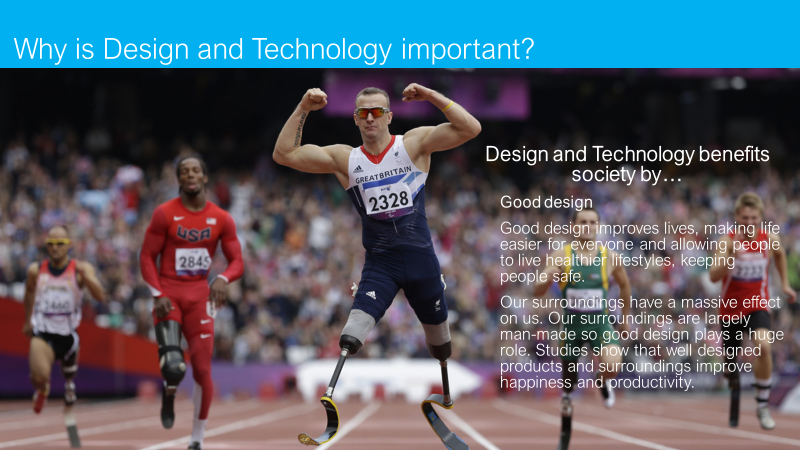 Why is Design and Technology important?
GREAT BRITAIN
2328
USA
2845
Design and Technology benefits
society by…
Good design
Good design improves lives, making life
easier for everyone and allowing people
to live healthier lifestyles, keeping
people safe.
Our surroundings have a massive effect
on us. Our surroundings are largely
man-made so good design plays a huge
role. Studies show that well designed
products and surroundings improve
happiness and productivity.